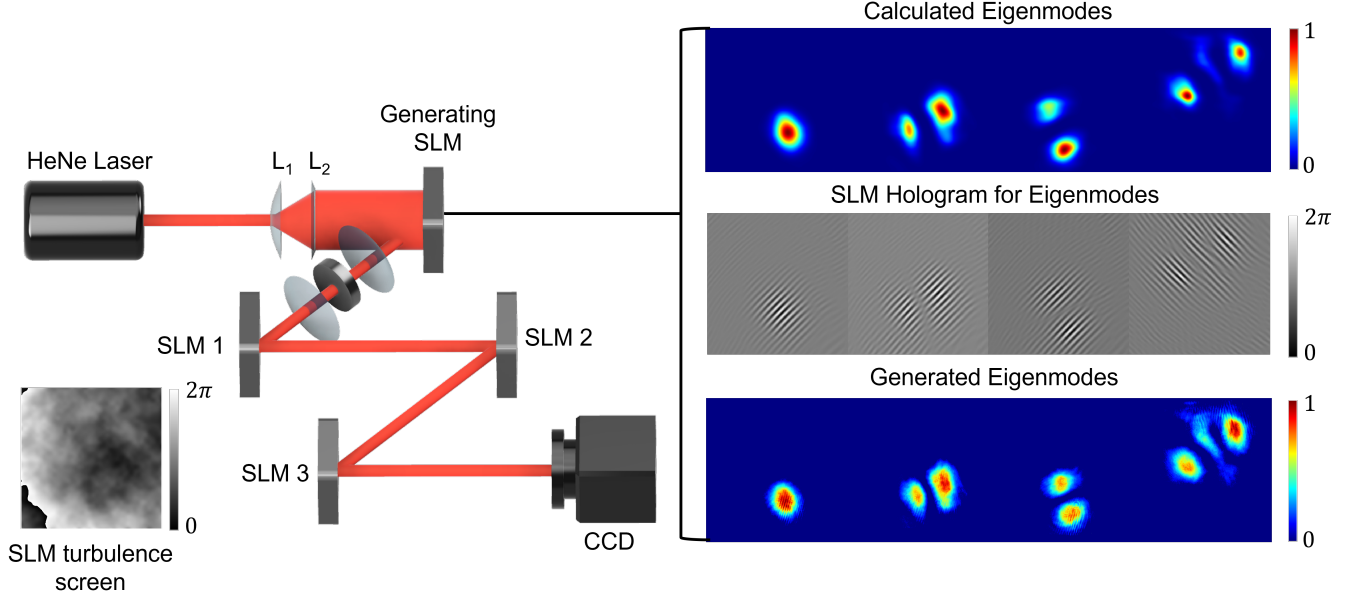 HeNe Laser
L1
L2
Generating
SLM
SLM 1
SLM 2
SLM 3
CCD
2π
0
SLM turbulence
screen
Calculated Eigenmodes
1
0
SLM Hologram for Eigenmodes
2π
0
Generated Eigenmodes
1
0